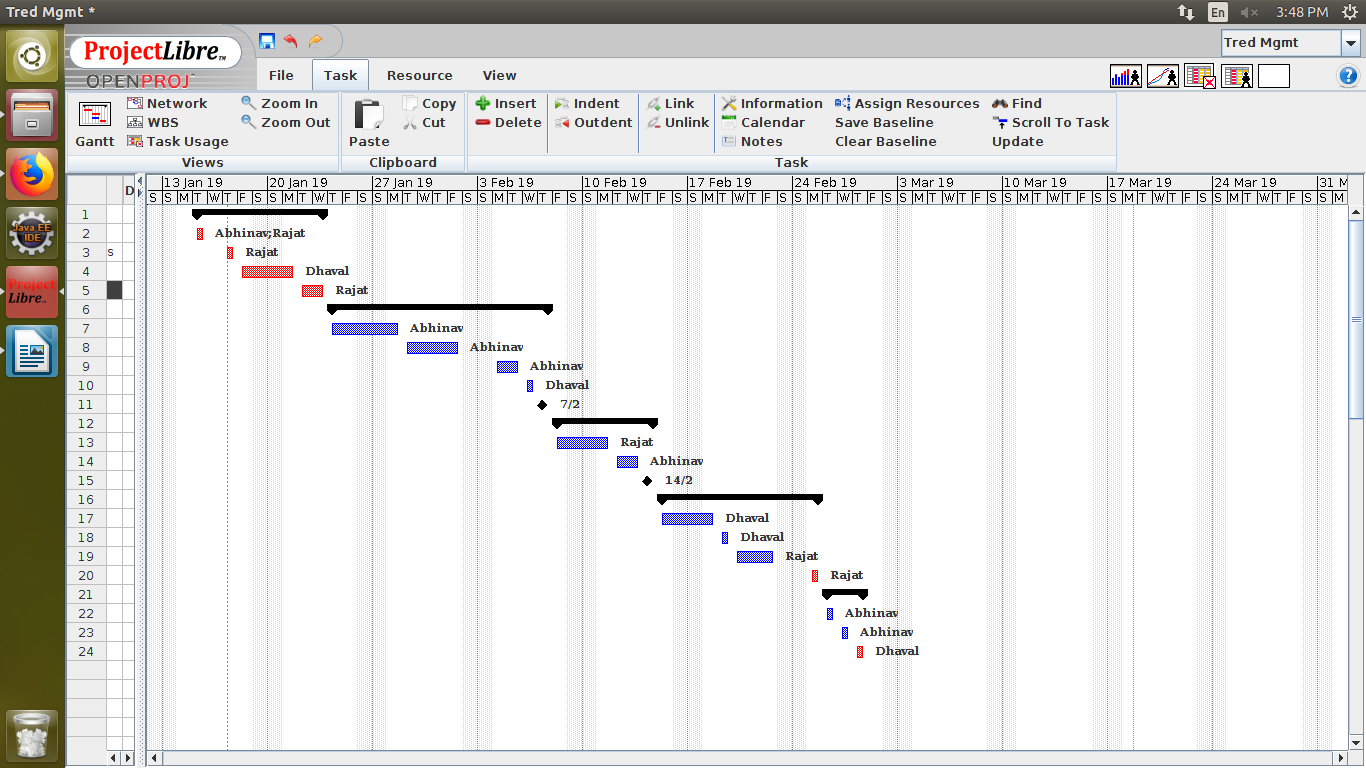 Tred Mgmt *
En
3:48 PM
ProjectLibre™
OPENPROJ
Tred Mgmt
File Task Resource View
Gantt
Network
WBS
Task Usage
Zoom In
Zoom Out
Views
Paste
Copy
Cut
Clipboard
Insert
Delete
Indent
Outdent
Link
Unlink
Information
Calendar
Notes
Assign Resources
Save Baseline
Clear Baseline
Find
Scroll To Task
Update
Task
Java EE
IDE
Project
Libre
D
13 Jan 19 20 Jan 19 27 Jan 19 3 Feb 19 10 Feb 19 17 Feb 19 24 Feb 19 3 Mar 19 10 Mar 19 17 Mar 19 24 Mar 19 31 M
S S M T W T F S S M T W T F S S M T W T F S S M T W T F S S M T W T F S S M T W T F S S M T W T F S S M T W T F S S M T W T F S S M T W T F S S M T W T F S S M
1
2 Abhinav;Rajat
3 s Rajat
4 Dhaval
5 Rajat
6
7 Abhinav
8 Abhinav
9 Abhinav
10 Dhaval
11 7/2
12
13 Rajat
14 Abhinav
15 14/2
16
17 Dhaval
18 Dhaval
19 Rajat
20 Rajat
21
22 Abhinav
23 Abhinav
24 Dhaval